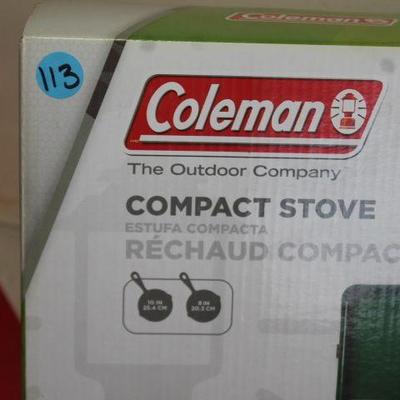 Coleman
113
Coleman
The Outdoor Company
COMPACT STOVE
ESTUFA COMPACTA
RÉCHAUD COMPAC
10 IN
25.4 CM
8 IN
20.3 CM